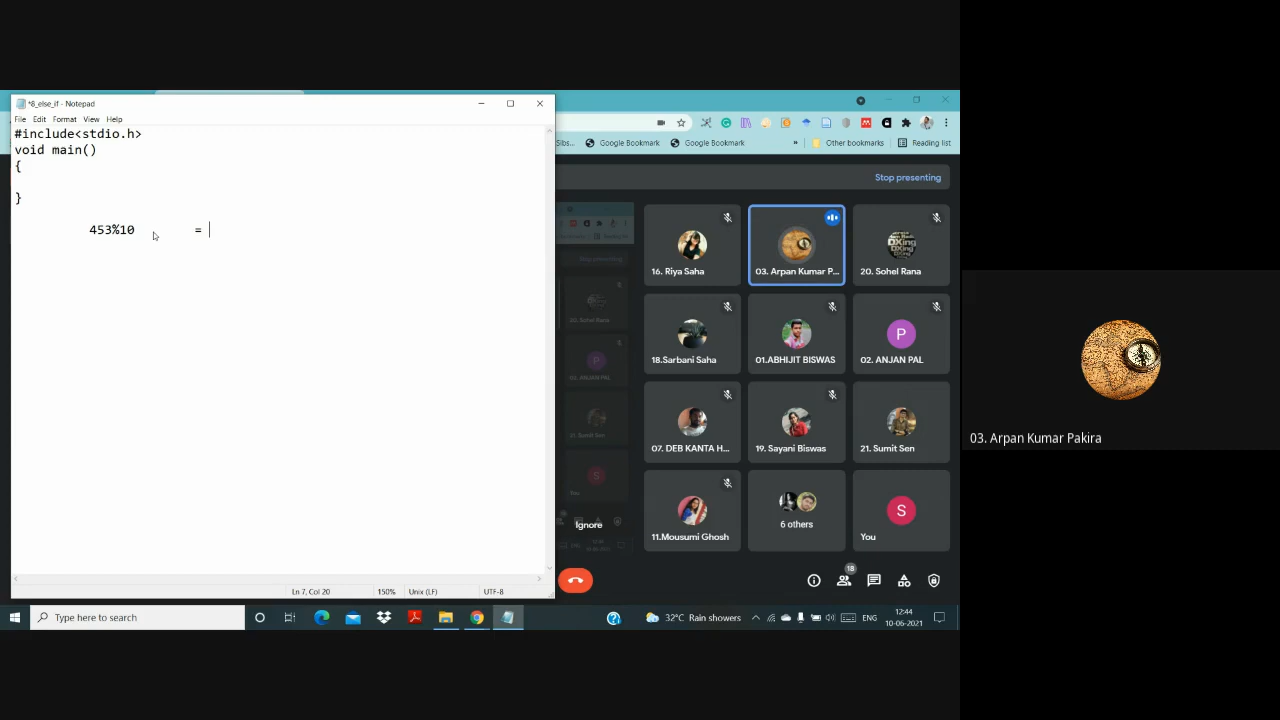 *8_else_if - Notepad
File Edit Format View Help
#include<stdio.h>
void main()
{
}
453%10 =
Ln 7, Col 20 150% Unix (LF) UTF-8
Sibs... Google Bookmark Google Bookmark » Other bookmarks Reading list
Stop presenting
16. Riya Saha
03. Arpan Kumar P...
20. Sohel Rana
18.Sarbani Saha
01.ABHIJIT BISWAS
P
02. ANJAN PAL
07. DEB KANTA H...
19. Sayani Biswas
21. Sumit Sen
11.Mousumi Ghosh
6 others
S
You
Ignore
18
03. Arpan Kumar Pakira
Type here to search
32°C Rain showers ENG
12:44
10-06-2021